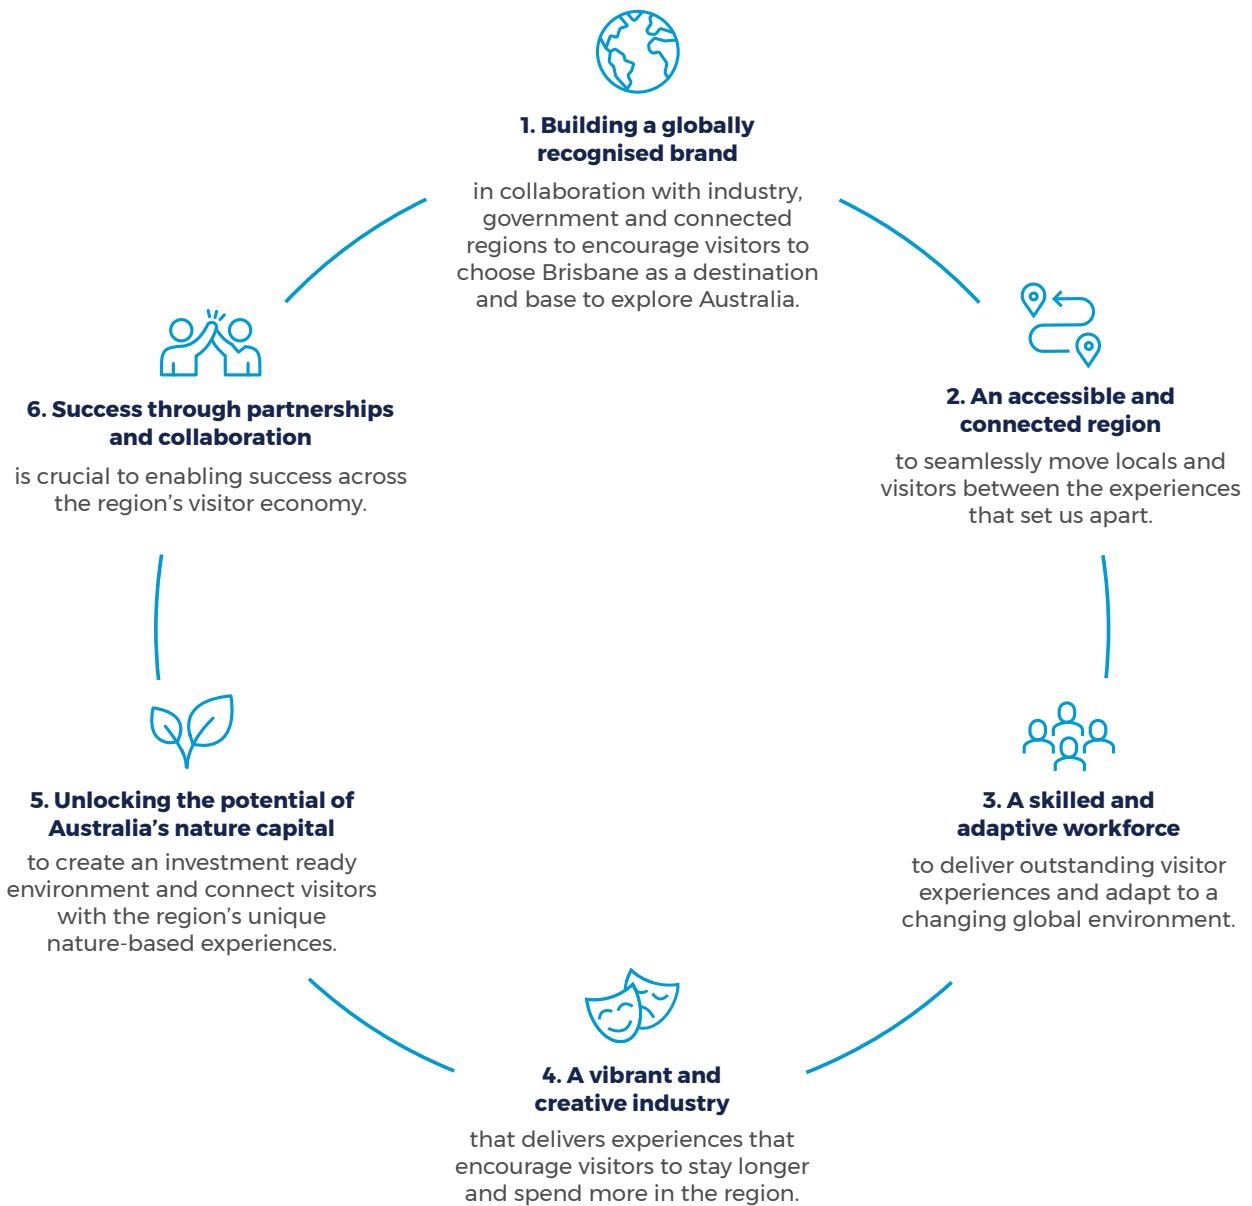 1. Building a globally
recognised brand
in collaboration with industry,
government and connected
regions to encourage visitors to
choose Brisbane as a destination
and base to explore Australia.
2. An accessible and
connected region
to seamlessly move locals and
visitors between the experiences
that set us apart.
3. A skilled and
adaptive workforce
to deliver outstanding visitor
experiences and adapt to a
changing global environment.
4. A vibrant and
creative industry
that delivers experiences that
encourage visitors to stay longer
and spend more in the region.
5. Unlocking the potential of
Australia’s nature capital
to create an investment ready
environment and connect visitors
with the region’s unique
nature-based experiences.
6. Success through partnerships
and collaboration
is crucial to enabling success across
the region’s visitor economy.